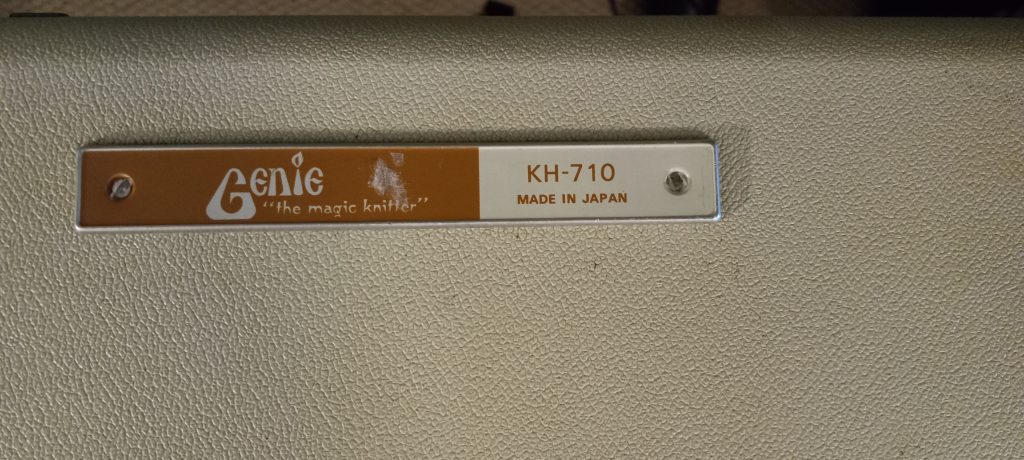 Genie
"the magic knitter"
KH-710
MADE IN JAPAN